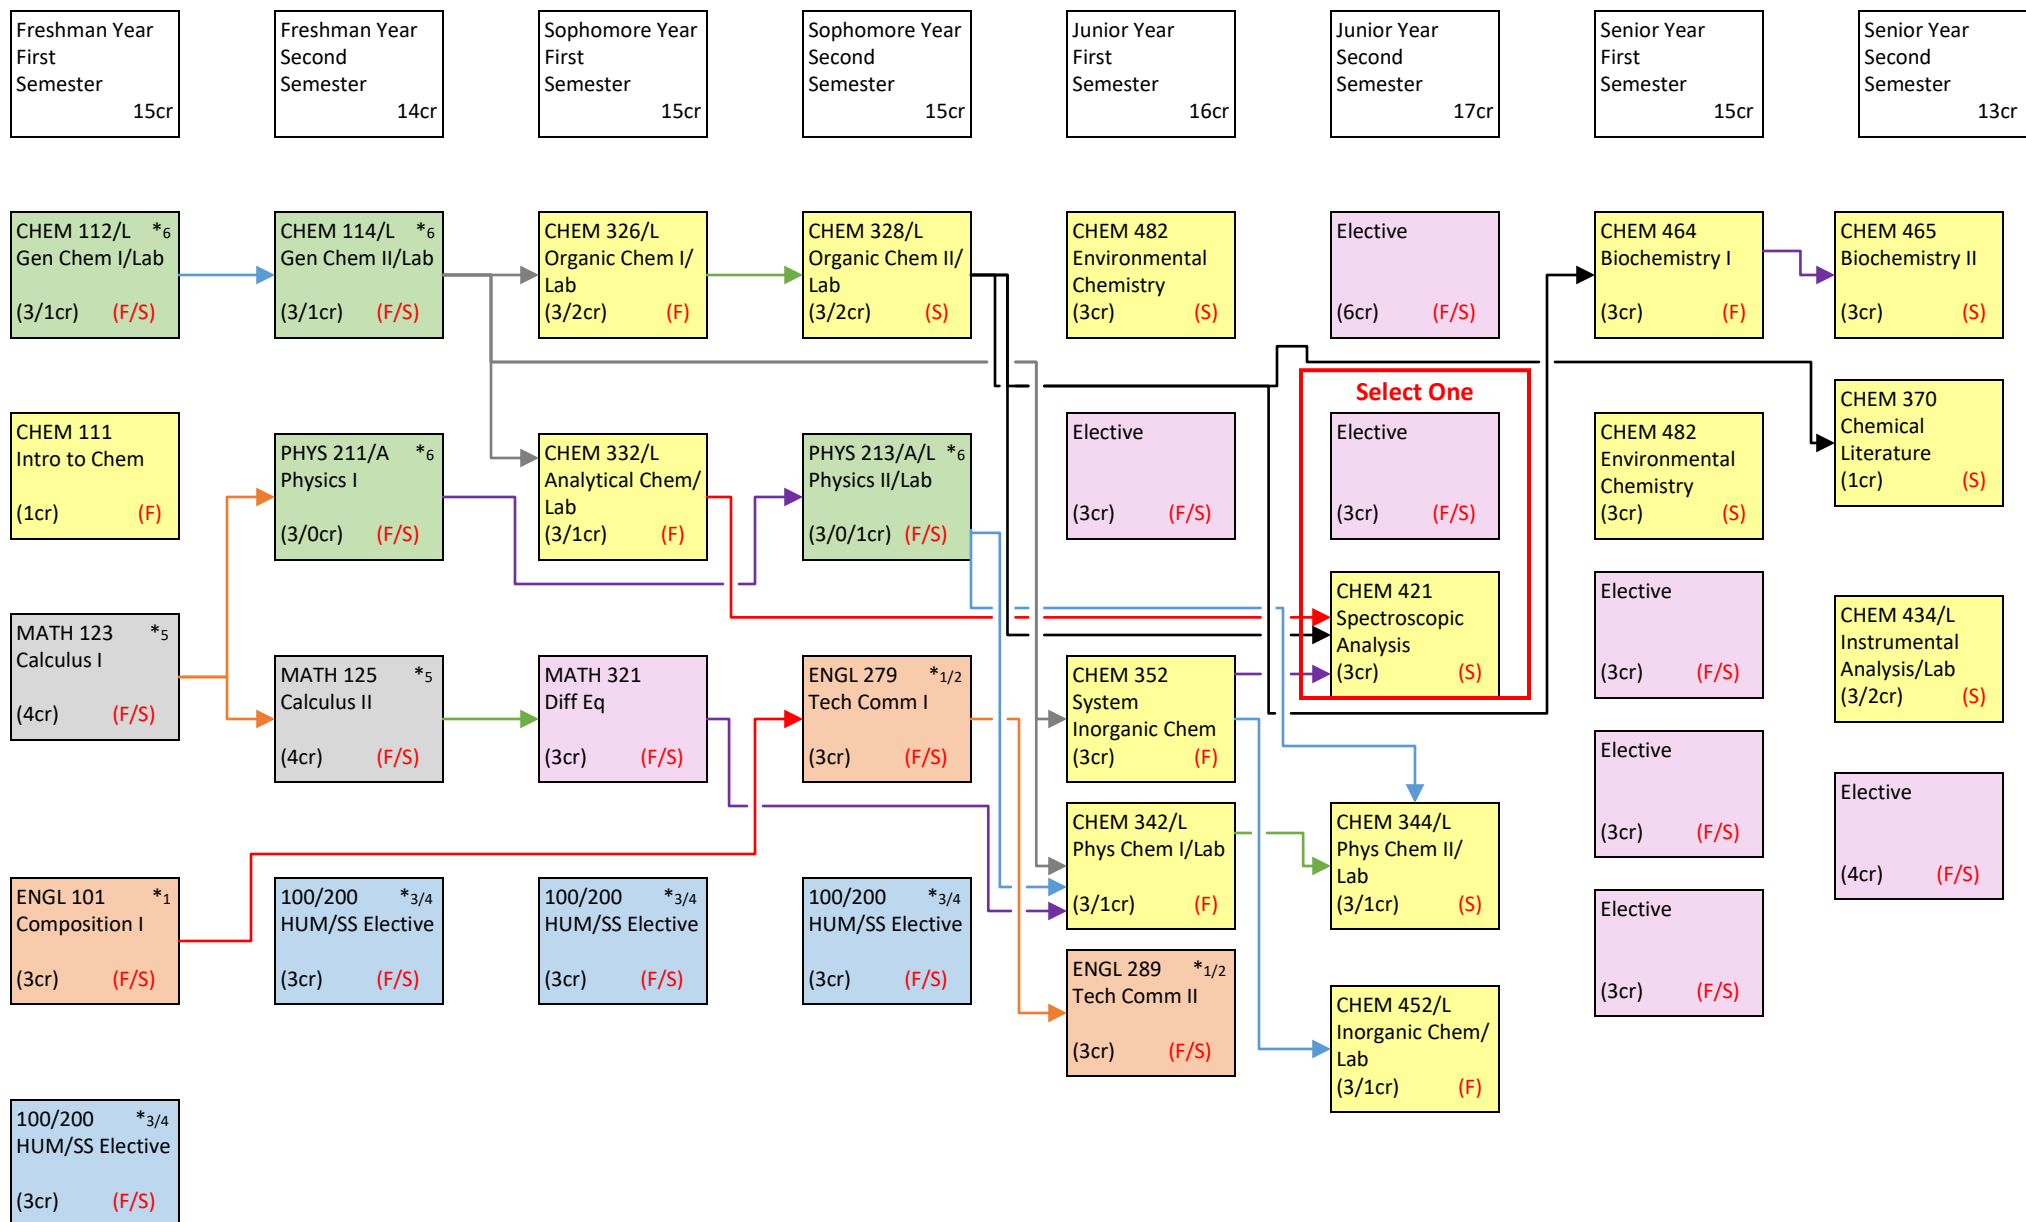 Freshman Year
First
Semester
15cr
Freshman Year
Second
Semester
14cr
Sophomore Year
First
Semester
15cr
Sophomore Year
Second
Semester
15cr
Junior Year
First
Semester
16cr
Junior Year
Second
Semester
17cr
Senior Year
First
Semester
15cr
Senior Year
Second
Semester
13cr
CHEM 112/L *6
Gen Chem I/Lab
(3/1cr) (F/S)
CHEM 114/L *6
Gen Chem II/Lab
(3/1cr) (F/S)
CHEM 326/L
Organic Chem I/
Lab
(3/2cr) (F)
CHEM 328/L
Organic Chem II/
Lab
(3/2cr) (S)
CHEM 482
Environmental
Chemistry
(3cr) (S)
Elective
(6cr) (F/S)
CHEM 464
Biochemistry I
(3cr) (F)
CHEM 465
Biochemistry II
(3cr) (S)
CHEM 111
Intro to Chem
(1cr) (F)
PHYS 211/A *6
Physics I
(3/0cr) (F/S)
CHEM 332/L
Analytical Chem/
Lab
(3/1cr) (F)
PHYS 213/A/L *6
Physics II/Lab
(3/0/1cr) (F/S)
Elective
(3cr) (F/S)
Select One
Elective
(3cr) (F/S)
CHEM 421
Spectroscopic
Analysis
(3cr) (S)
CHEM 482
Environmental
Chemistry
(3cr) (S)
CHEM 370
Chemical
Literature
(1cr) (S)
Elective
(3cr) (F/S)
CHEM 434/L
Instrumental
Analysis/Lab
(3/2cr) (S)
MATH 123 *5
Calculus I
(4cr) (F/S)
MATH 125 *5
Calculus II
(4cr) (F/S)
MATH 321
Diff Eq
(3cr) (F/S)
ENGL 279 *1/2
Tech Comm I
(3cr) (F/S)
CHEM 352
System
Inorganic Chem
(3cr) (F)
Elective
(3cr) (F/S)
Elective
(4cr) (F/S)
CHEM 342/L
Phys Chem I/Lab
(3/1cr) (F)
CHEM 344/L
Phys Chem II/
Lab
(3/1cr) (S)
ENGL 101 *1
Composition I
(3cr) (F/S)
100/200 *3/4
HUM/SS Elective
(3cr) (F/S)
100/200 *3/4
HUM/SS Elective
(3cr) (F/S)
100/200 *3/4
HUM/SS Elective
(3cr) (F/S)
Elective
(3cr) (F/S)
ENGL 289 *1/2
Tech Comm II
(3cr) (F/S)
CHEM 452/L
Inorganic Chem/
Lab
(3/1cr) (F)
100/200 *3/4
HUM/SS Elective
(3cr) (F/S)